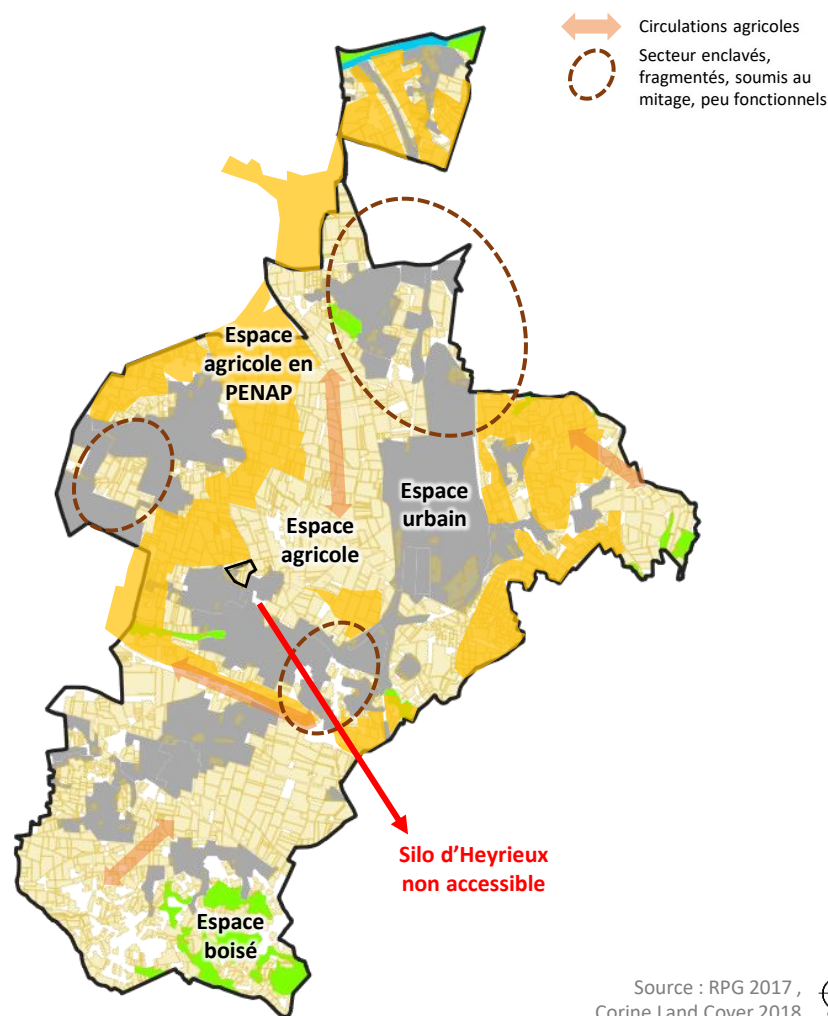 Circulations agricoles
Secteur enclavés,
fragmentés, soumis au
mitage, peu fonctionnels
Espace
agricole en
PENAP
Espace
urbain
Espace
agricole
Silo d'Heyrieux
non accessible
Espace
boisé
Source : RPG 2017 ,
Corine Land Cover 2018